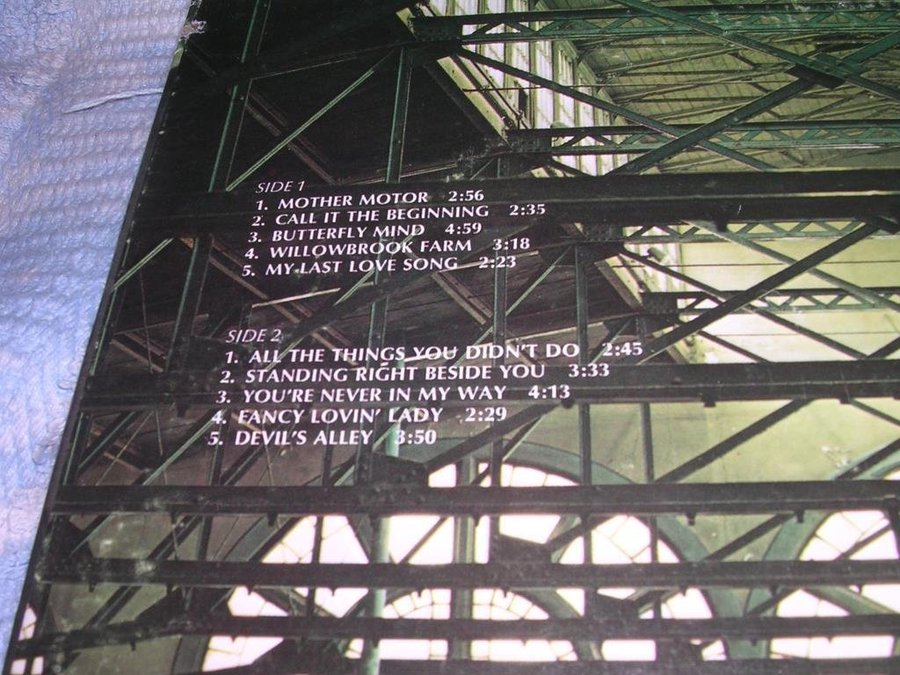 SIDE 1
1. MOTHER MOTOR 2:56
2. CALL IT THE BEGINNING 2:35
3. BUTTERFLY MIND 4:59
4. WILLOWBROOK FARM 3:18
5. MY LAST LOVE SONG 2:23
SIDE 2
1. ALL THE THINGS YOU DIDN'T DO 2:45
2. STANDING RIGHT BESIDE YOU 3:33
3. YOU'RE NEVER IN MY WAY 4:13
4. FANCY LOVIN' LADY 2:29
5. DEVIL'S ALLEY 3:50